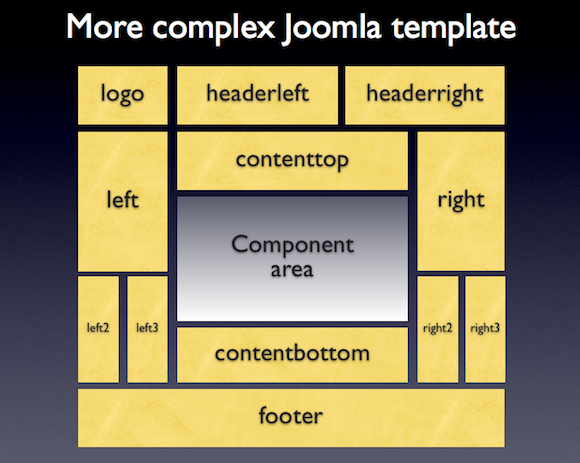 More complex Joomla template
logo
headerleft
headerright
contenttop
left
right
Component
area
left2
left3
right2
right3
contentbottom
footer